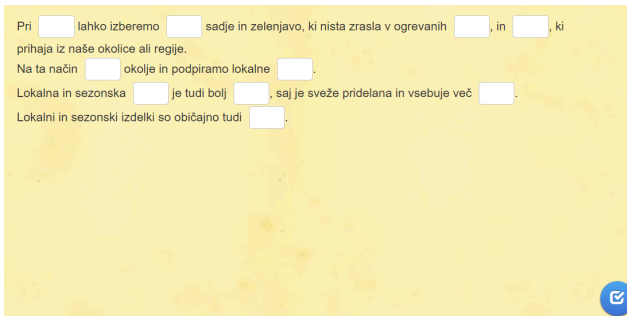 Pri lahko izberemo sadje in zelenjavo, ki nista zrasla v ogrevanih , in , ki
prihaja iz naše okolice ali regije.
Na ta način okolje in podpiramo lokalne .
Lokalna in sezonska je tudi bolj , saj je sveže pridelana in vsebuje več .
Lokalni in sezonski izdelki so običajno tudi .